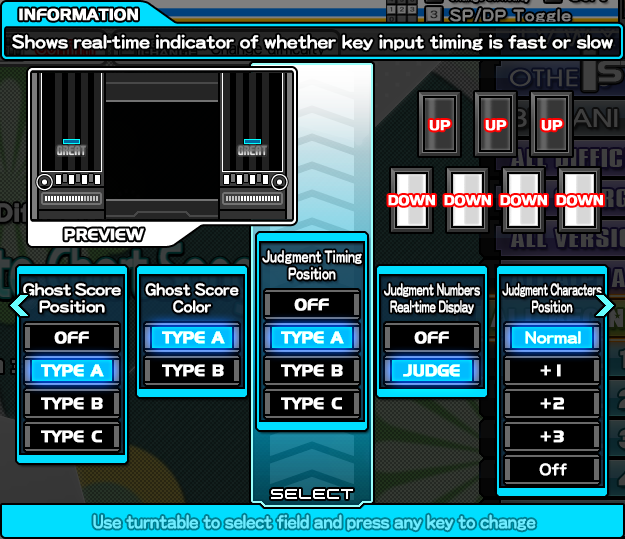 INFORMATION
3 SP/DP Toggle
Shows real-time indicator of whether key input timing is fast or slow
GREAT
GREAT
PREVIEW
UP
UP
UP
DOWN
DOWN
DOWN
DOWN
Ghost Score
Position
OFF
TYPE A
TYPE B
TYPE C
Ghost Score
Color
TYPE A
TYPE B
Judgment Timing
Position
OFF
TYPE A
TYPE B
TYPE C
Judgment Numbers
Real-time Display
OFF
JUDGE
Judgment Characters
Position
Normal
+1
+2
+3
Off
SELECT
Use turntable to select field and press any key to change